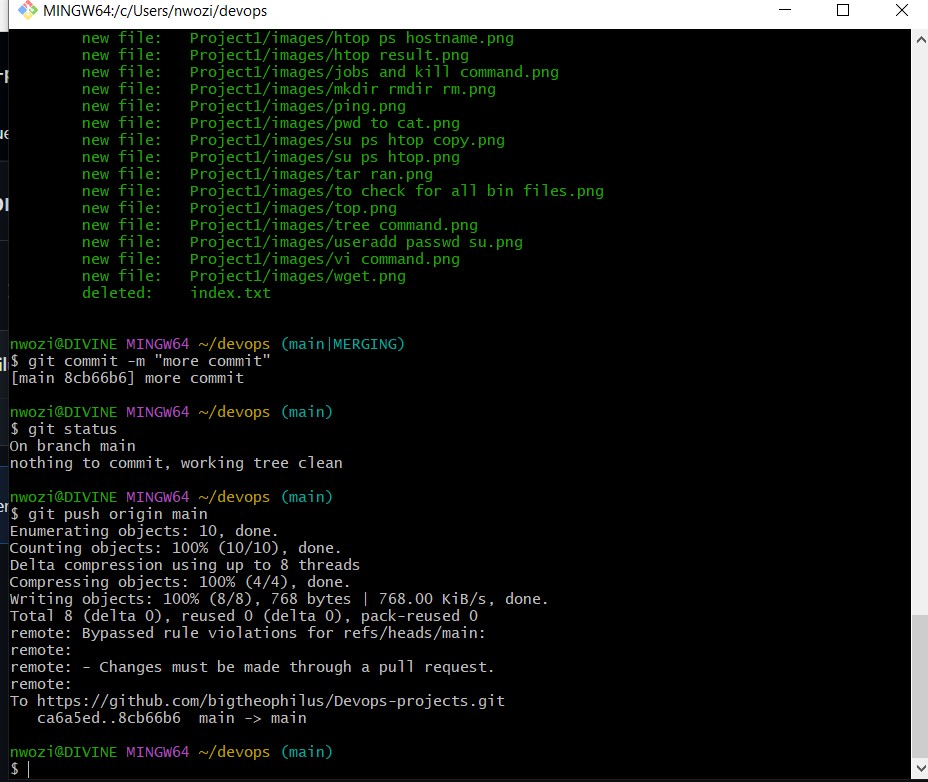 MINGW64:/c/Users/nwozi/devops
new file:   Project1/images/htop ps hostname.png
new file:   Project1/images/htop result.png
new file:   Project1/images/jobs and kill command.png
new file:   Project1/images/mkdir rmdir rm.png
new file:   Project1/images/ping.png
new file:   Project1/images/pwd to cat.png
new file:   Project1/images/su ps htop copy.png
new file:   Project1/images/su ps htop.png
new file:   Project1/images/tar ran.png
new file:   Project1/images/to check for all bin files.png
new file:   Project1/images/top.png
new file:   Project1/images/tree command.png
new file:   Project1/images/useradd passwd su.png
new file:   Project1/images/vi command.png
new file:   Project1/images/wget.png
deleted:    index.txt
nwozi@DIVINE MINGW64 ~/devops (main|MERGING)
$ git commit -m "more commit"
[main 8cb66b6] more commit
nwozi@DIVINE MINGW64 ~/devops (main)
$ git status
On branch main
nothing to commit, working tree clean
nwozi@DIVINE MINGW64 ~/devops (main)
$ git push origin main
Enumerating objects: 10, done.
Counting objects: 100% (10/10), done.
Delta compression using up to 8 threads
Compressing objects: 100% (4/4), done.
Writing objects: 100% (8/8), 768 bytes | 768.00 KiB/s, done.
Total 8 (delta 0), reused 0 (delta 0), pack-reused 0
remote: Bypassed rule violations for refs/heads/main:
remote:
remote: - Changes must be made through a pull request.
remote:
To https://github.com/bigtheophilus/Devops-projects.git
   ca6a5ed..8cb66b6  main -> main
nwozi@DIVINE MINGW64 ~/devops (main)
$